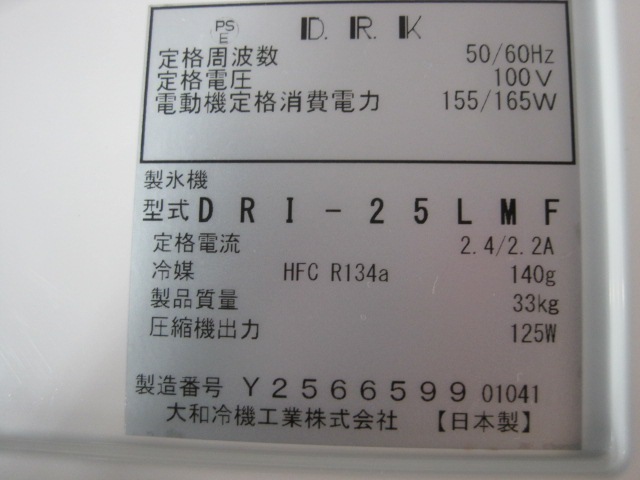 PS E D.R.K
定格周波数 50/60Hz
定格電圧 100V
電動機定格消費電力 155/165W
製氷機
型式 DRI-25LMF
定格電流 2.4/2.2A
冷媒 HFC R134a 140g
製品質量 33kg
圧縮機出力 125W
製造番号 Y2566599 01041
大和冷機工業株式会社 【日本製】